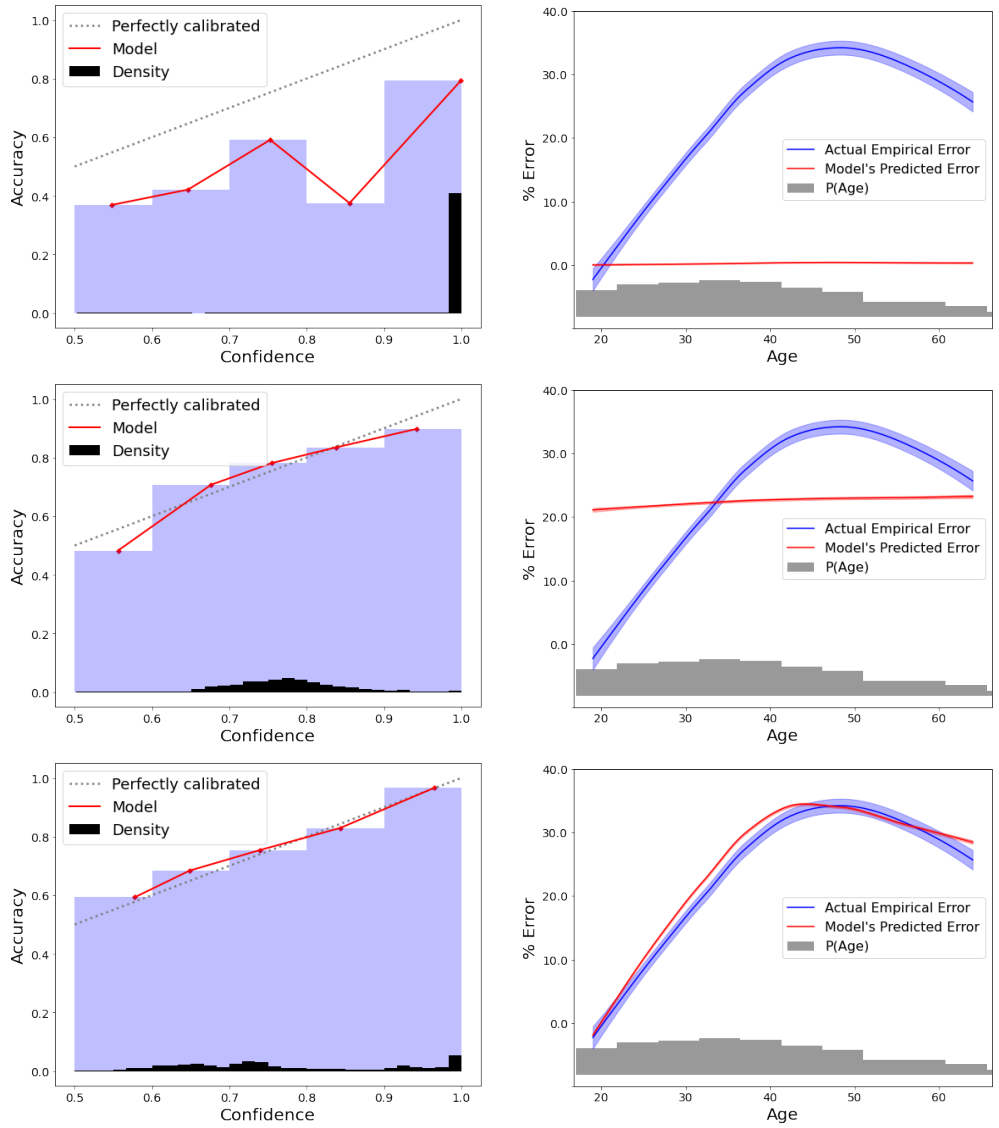 1.0
0.8
0.6
0.4
0.2
0.0
Accuracy
Perfectly calibrated
Model
Density
0.5 0.6 0.7 0.8 0.9 1.0
Confidence
40.0
30.0
20.0
10.0
0.0
% Error
Actual Empirical Error
Model's Predicted Error
P(Age)
20 30 40 50 60
Age
1.0
0.8
0.6
0.4
0.2
0.0
Accuracy
Perfectly calibrated
Model
Density
0.5 0.6 0.7 0.8 0.9 1.0
Confidence
40.0
30.0
20.0
10.0
0.0
% Error
Actual Empirical Error
Model's Predicted Error
P(Age)
20 30 40 50 60
Age
1.0
0.8
0.6
0.4
0.2
0.0
Accuracy
Perfectly calibrated
Model
Density
0.5 0.6 0.7 0.8 0.9 1.0
Confidence
40.0
30.0
20.0
10.0
0.0
% Error
Actual Empirical Error
Model's Predicted Error
P(Age)
20 30 40 50 60
Age